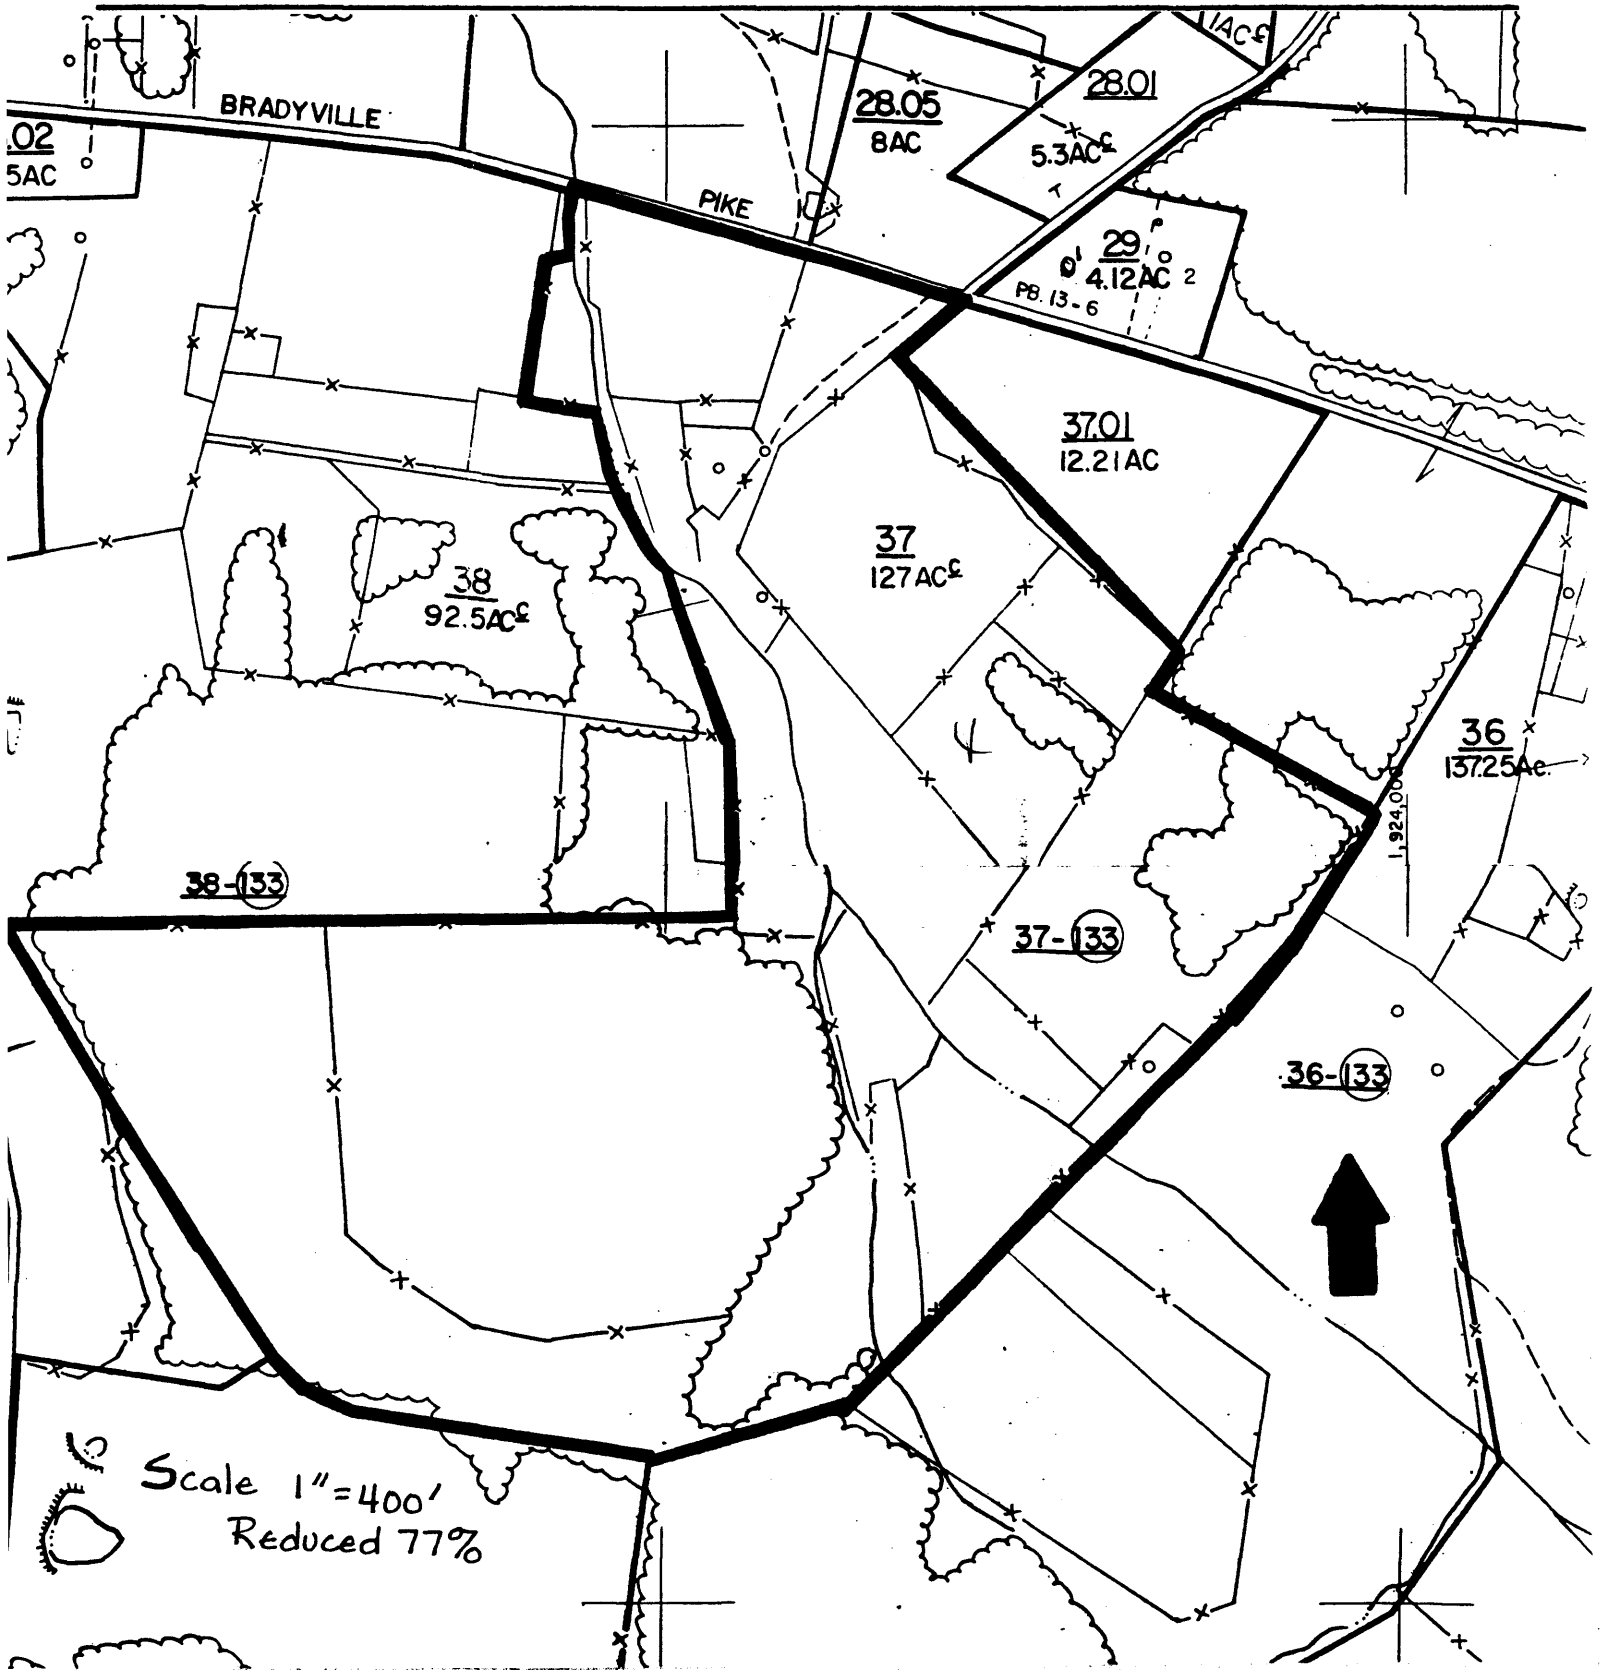 1AC£
BRADYVILLE
28.05
8AC
28.01
5.3AC£
.02
5AC
PIKE
29
4.12AC 2
PB. 13-6
37.01
12.21AC
37
127AC£
38
92.5AC£
36
137.25Ac.
1,924,000
38-133
37-133
36-133
Scale 1"=400'
Reduced 77%